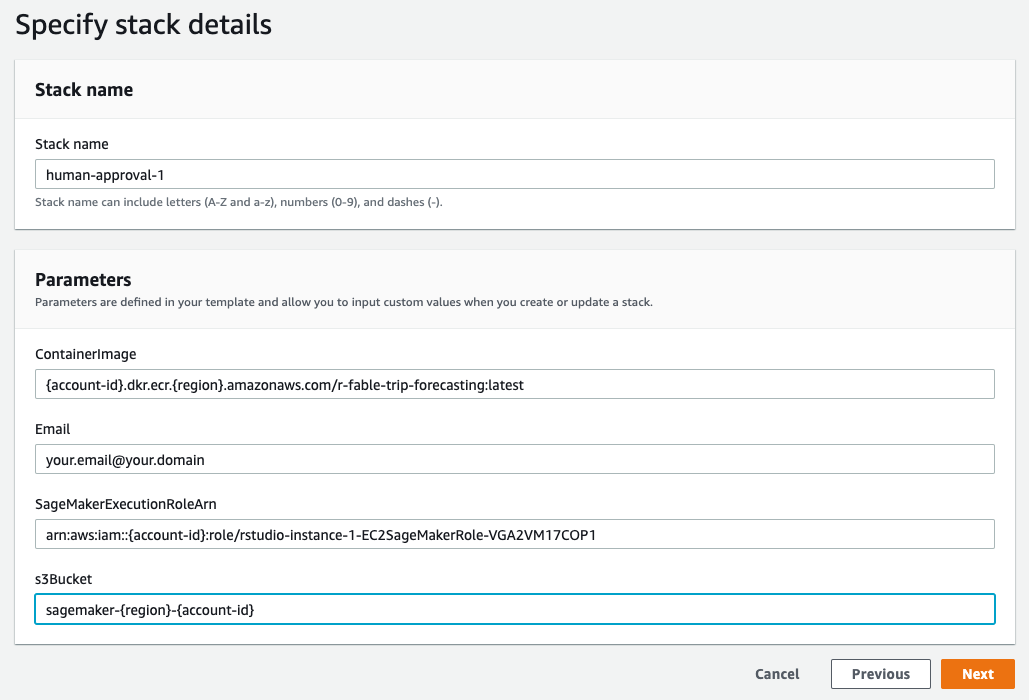 Specify stack details
Stack name
Stack name
human-approval-1
Stack name can include letters (A-Z and a-z), numbers (0-9), and dashes (-).
Parameters
Parameters are defined in your template and allow you to input custom values when you create or update a stack.
ContainerImage
{account-id}.dkr.ecr.{region}.amazonaws.com/r-fable-trip-forecasting:latest
Email
your.email@your.domain
SageMakerExecutionRoleArn
arn:aws:iam::{account-id}:role/rstudio-instance-1-EC2SageMakerRole-VGA2VM17COP1
s3Bucket
sagemaker-{region}-{account-id}
Cancel
Previous
Next